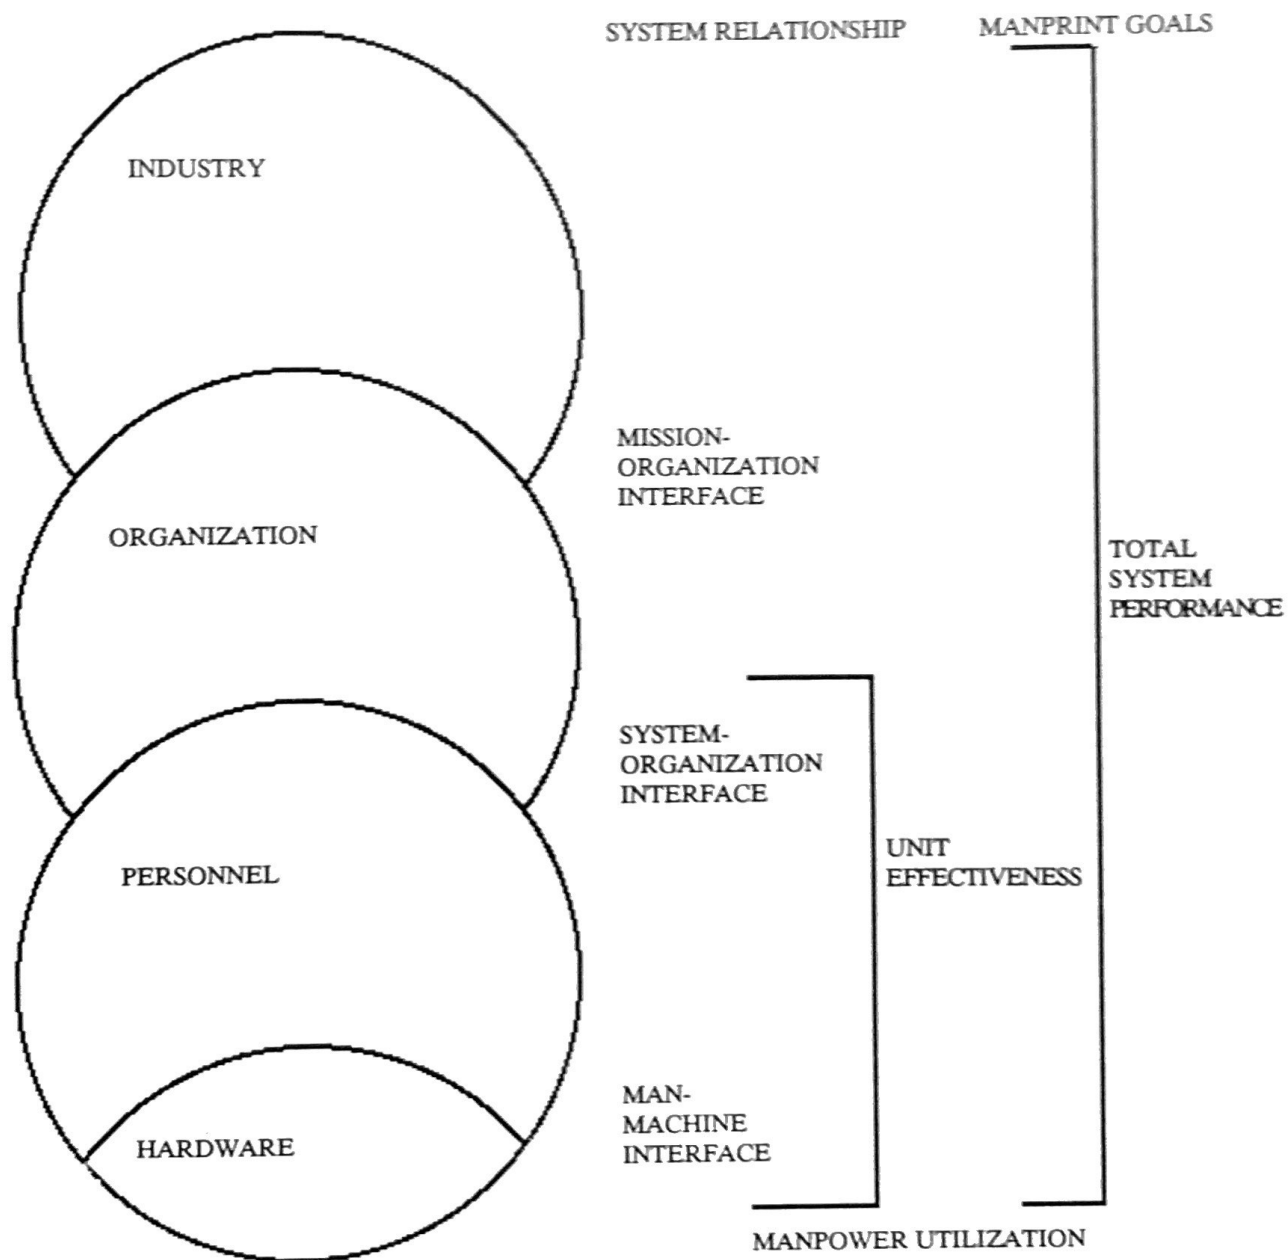 SYSTEM RELATIONSHIP
MANPRINT GOALS
INDUSTRY
MISSION-
ORGANIZATION
INTERFACE
ORGANIZATION
TOTAL
SYSTEM
PERFORMANCE
SYSTEM-
ORGANIZATION
INTERFACE
UNIT
EFFECTIVENESS
PERSONNEL
MAN-
MACHINE
INTERFACE
HARDWARE
MANPOWER UTILIZATION